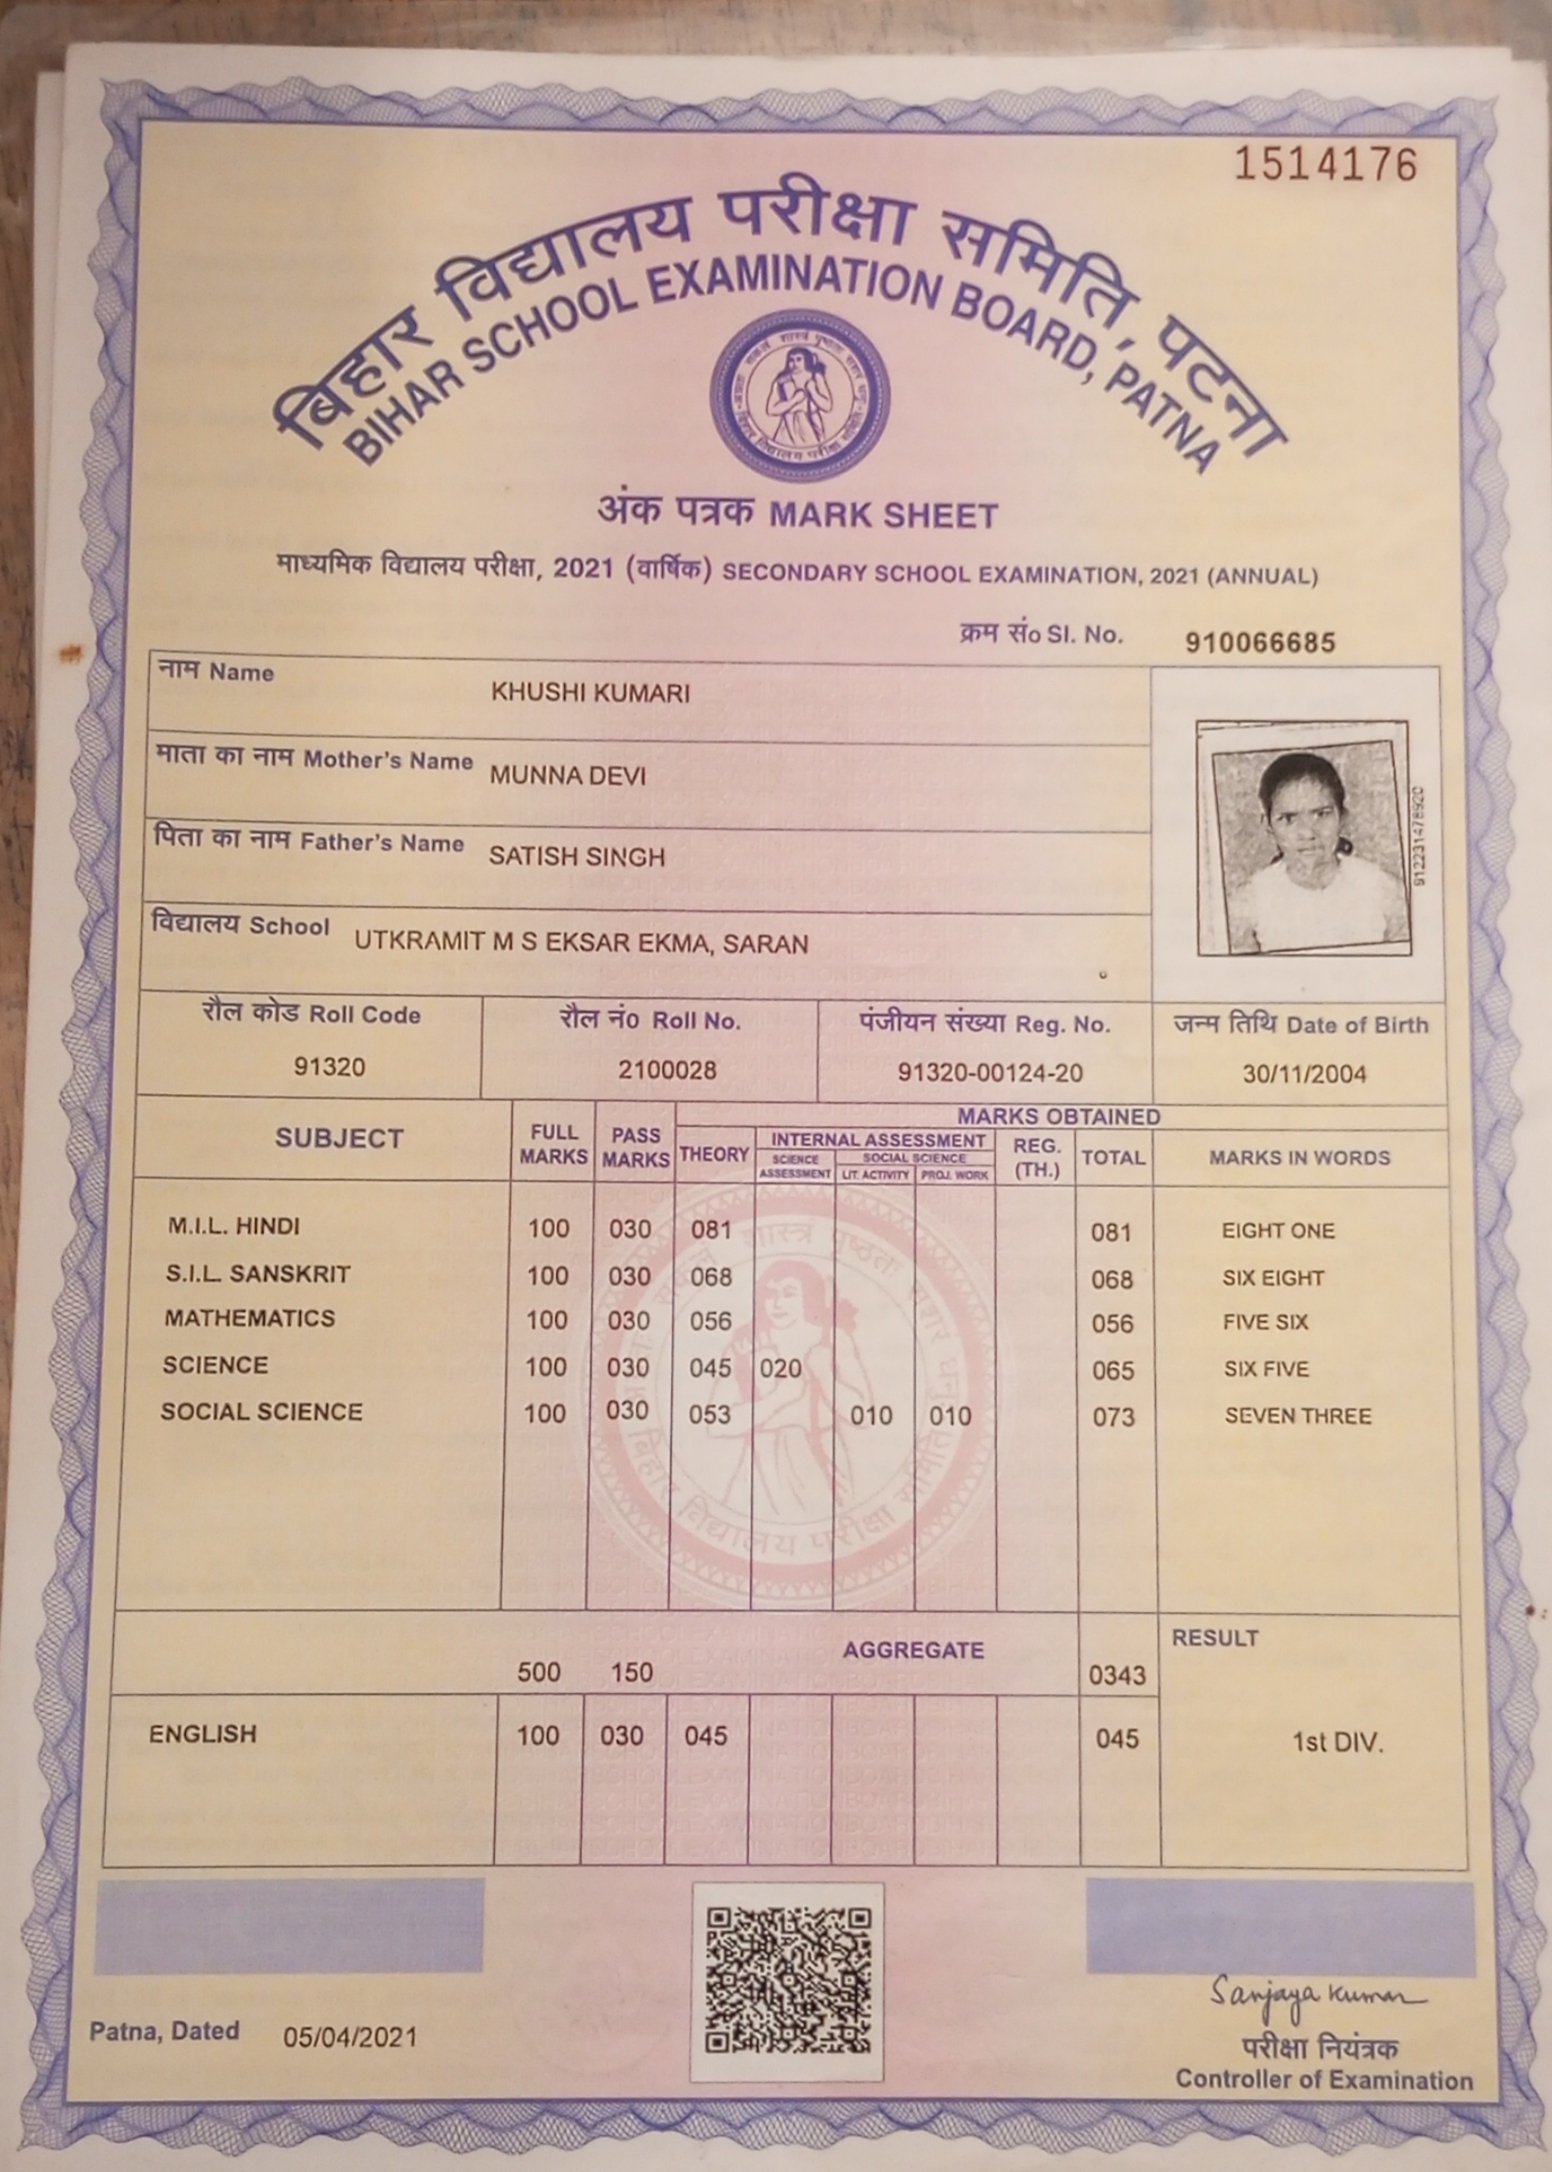 1514176
बिहार विद्यालय परीक्षा समिति, पटना
BIHAR SCHOOL EXAMINATION BOARD, PATNA
अंक पत्रक MARK SHEET
माध्यमिक विद्यालय परीक्षा, 2021 (वार्षिक) SECONDARY SCHOOL EXAMINATION, 2021 (ANNUAL)
क्रम सं० Sl. No. 910066685
नाम Name KHUSHI KUMARI
माता का नाम Mother's Name MUNNA DEVI
पिता का नाम Father's Name SATISH SINGH
912231478920
विद्यालय School UTKRAMIT M S EKSAR EKMA, SARAN
रौल कोड Roll Code रौल नं० Roll No. पंजीयन संख्या Reg. No. जन्म तिथि Date of Birth
91320 2100028 91320-00124-20 30/11/2004
SUBJECT FULL MARKS PASS MARKS MARKS OBTAINED
THEORY INTERNAL ASSESSMENT REG. (TH.) TOTAL MARKS IN WORDS
SCIENCE ASSESSMENT SOCIAL SCIENCE
LIT. ACTIVITY PROJ. WORK
M.I.L. HINDI 100 030 081 081 EIGHT ONE
S.I.L. SANSKRIT 100 030 068 068 SIX EIGHT
MATHEMATICS 100 030 056 056 FIVE SIX
SCIENCE 100 030 045 020 065 SIX FIVE
SOCIAL SCIENCE 100 030 053 010 010 073 SEVEN THREE
बिहार विद्यालय परीक्षा समिति
AGGREGATE RESULT
500 150 0343
ENGLISH 100 030 045 045 1st DIV.
Sanjaya Kumar
Patna, Dated 05/04/2021
परीक्षा नियंत्रक
Controller of Examination